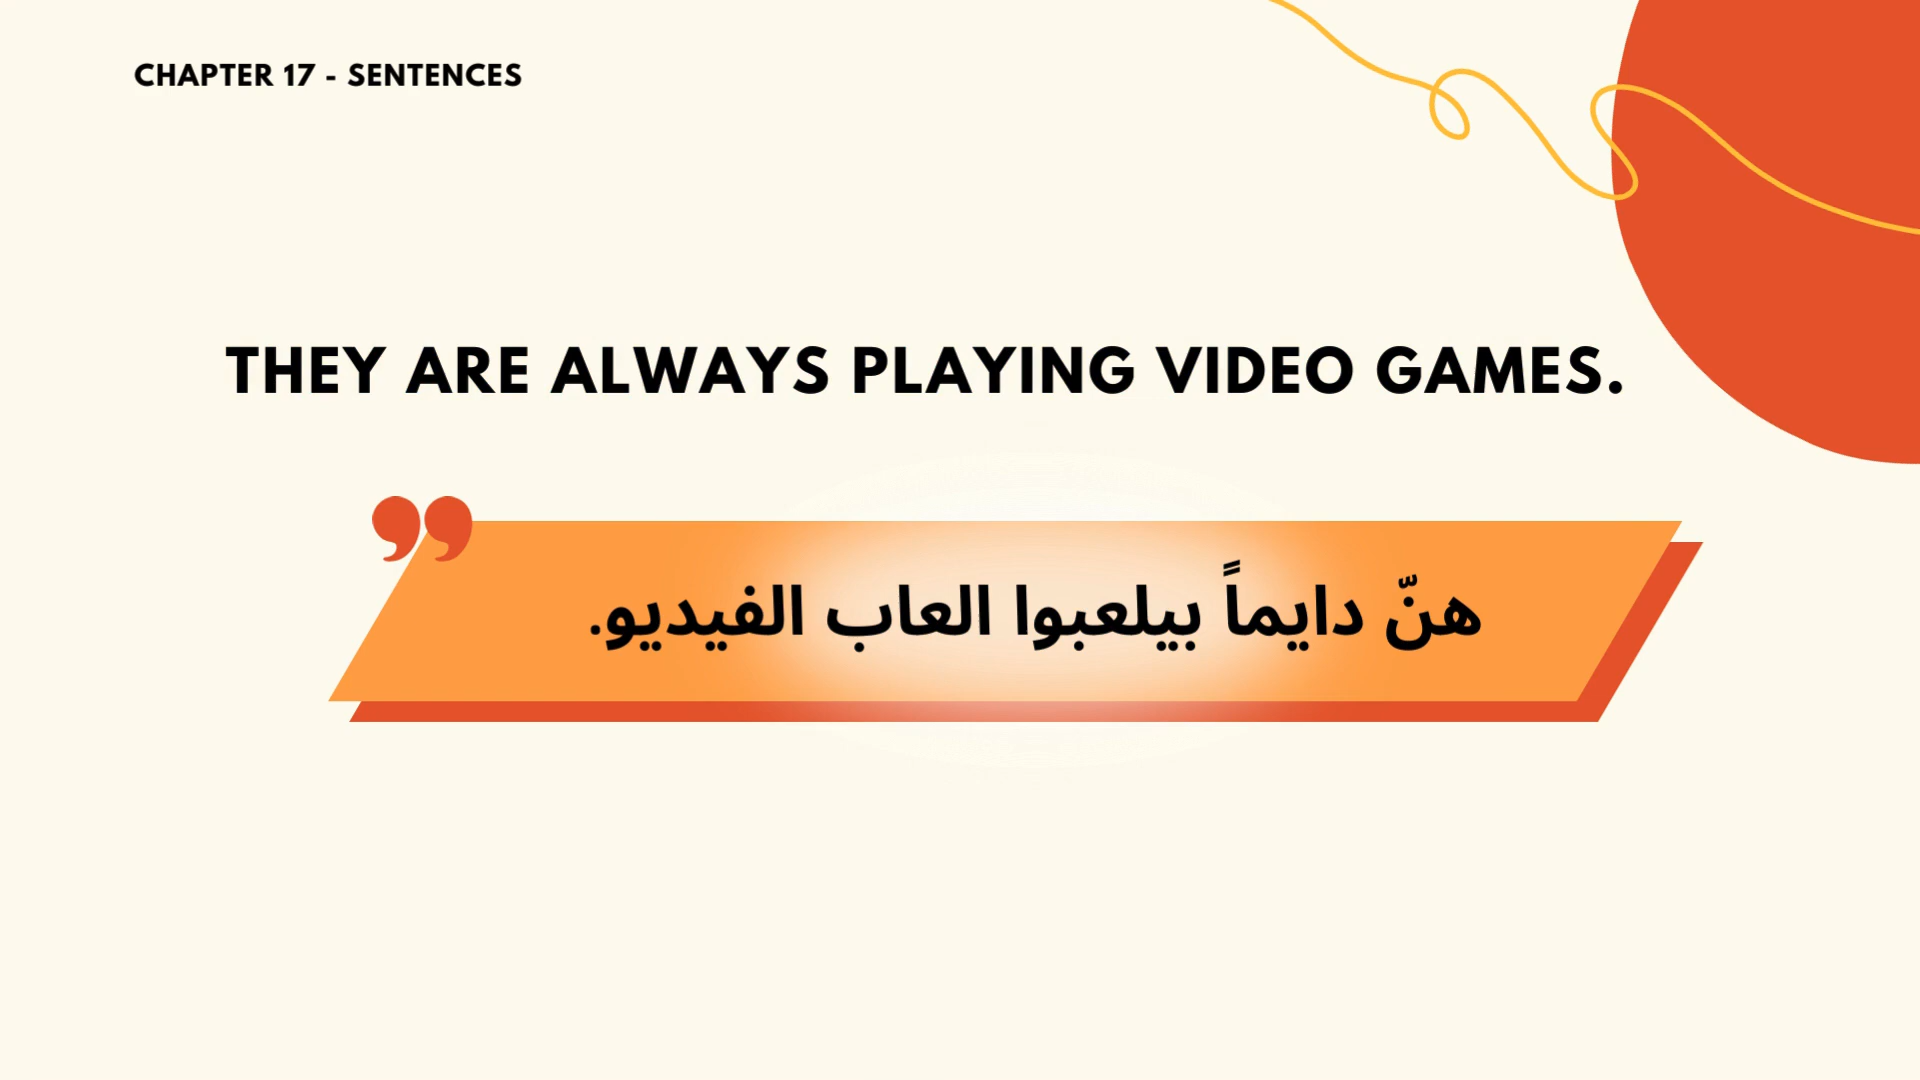 CHAPTER 17 - SENTENCES
THEY ARE ALWAYS PLAYING VIDEO GAMES.
هنّ دايماً بيلعبوا العاب الفيديو.